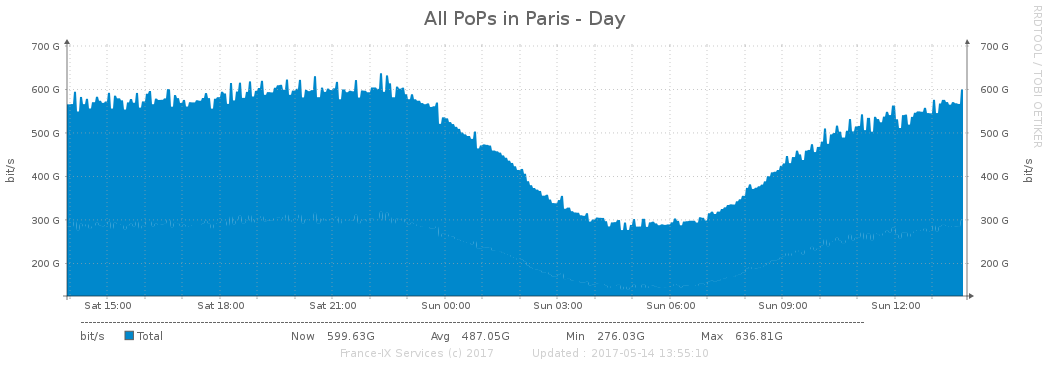 All PoPs in Paris - Day
RRDTOOL / TOBI OETIKER
700 G 700 G
600 G 600 G
500 G 500 G
400 G 400 G
300 G 300 G
200 G 200 G
bit/s bit/s
Sat 15:00 Sat 18:00 Sat 21:00 Sun 00:00 Sun 03:00 Sun 06:00 Sun 09:00 Sun 12:00
bit/s Total Now 599.63G Avg 487.05G Min 276.03G Max 636.81G
France-IX Services (c) 2017 Updated : 2017-05-14 13:55:10